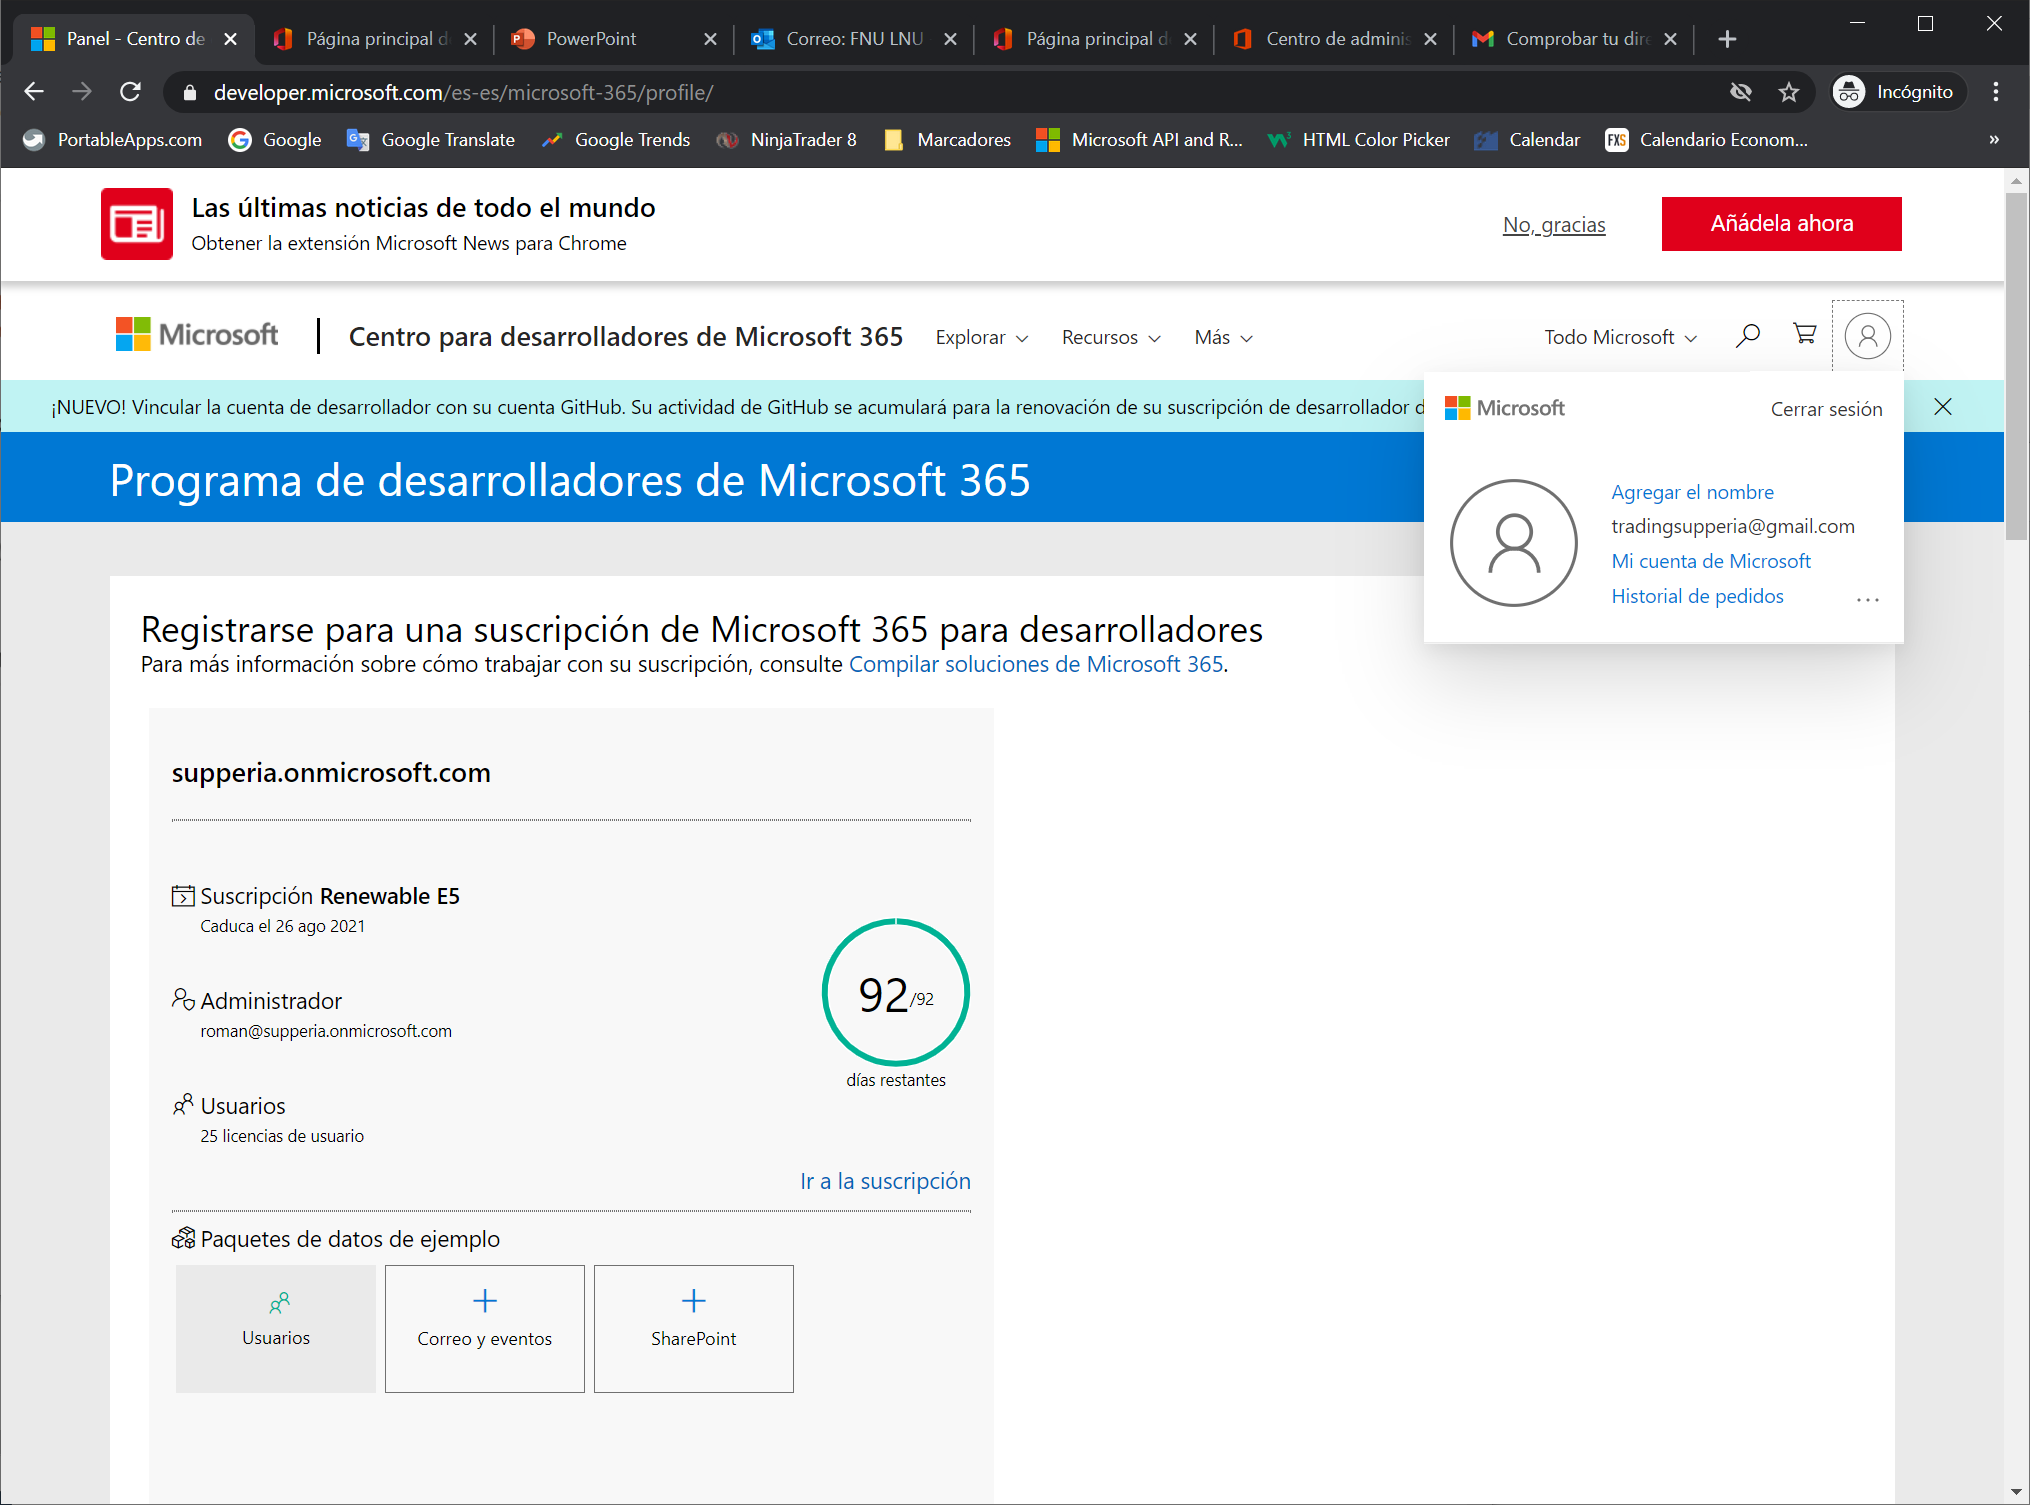 Panel - Centro de
Página principal d
PowerPoint
Correo: FNU LNU
Página principal d
Centro de adminis
Comprobar tu dire
developer.microsoft.com/es-es/microsoft-365/profile/
Incógnito
PortableApps.com
Google
Google Translate
Google Trends
NinjaTrader 8
Marcadores
Microsoft API and R...
HTML Color Picker
Calendar
FXS
Calendario Econom...
»
Las últimas noticias de todo el mundo
Obtener la extensión Microsoft News para Chrome
No, gracias
Añádela ahora
Microsoft
Centro para desarrolladores de Microsoft 365
Explorar
Recursos
Más
Todo Microsoft
¡NUEVO! Vincular la cuenta de desarrollador con su cuenta GitHub. Su actividad de GitHub se acumulará para la renovación de su suscripción de desarrollador d
Microsoft
Cerrar sesión
Programa de desarrolladores de Microsoft 365
Agregar el nombre
tradingsupperia@gmail.com
Mi cuenta de Microsoft
Historial de pedidos
...
Registrarse para una suscripción de Microsoft 365 para desarrolladores
Para más información sobre cómo trabajar con su suscripción, consulte Compilar soluciones de Microsoft 365.
supperia.onmicrosoft.com
Suscripción Renewable E5
Caduca el 26 ago 2021
92/92
días restantes
Administrador
roman@supperia.onmicrosoft.com
Usuarios
25 licencias de usuario
Ir a la suscripción
Paquetes de datos de ejemplo
Usuarios
Correo y eventos
SharePoint